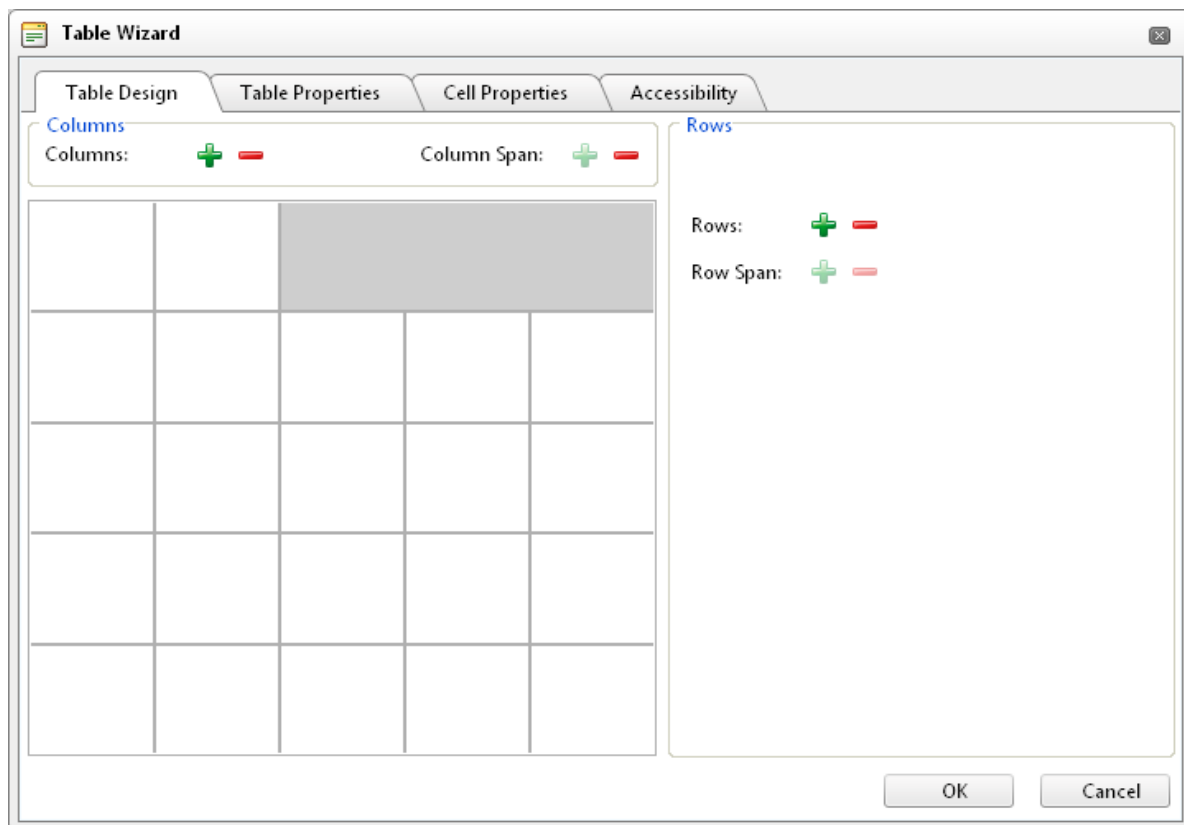 Table Wizard
Table Design Table Properties Cell Properties Accessibility
Columns
Columns: Column Span:
Rows
Rows:
Row Span:
OK Cancel